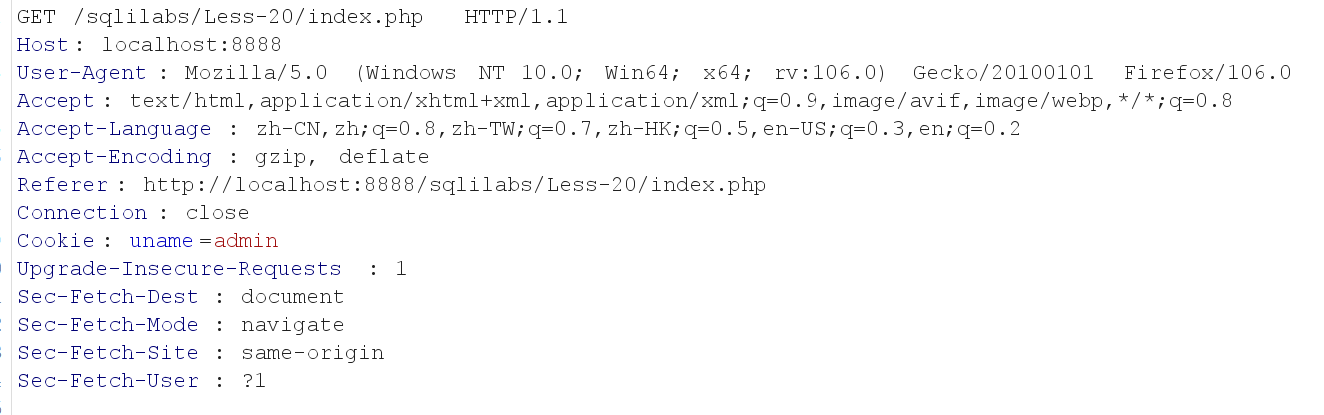 GET /sqlilabs/Less-20/index.php HTTP/1.1
Host: localhost:8888
User-Agent: Mozilla/5.0 (Windows NT 10.0; Win64; x64; rv:106.0) Gecko/20100101 Firefox/106.0
Accept: text/html,application/xhtml+xml,application/xml;q=0.9,image/avif,image/webp,*/*;q=0.8
Accept-Language: zh-CN,zh;q=0.8,zh-TW;q=0.7,zh-HK;q=0.5,en-US;q=0.3,en;q=0.2
Accept-Encoding: gzip, deflate
Referer: http://localhost:8888/sqlilabs/Less-20/index.php
Connection: close
Cookie: uname=admin
Upgrade-Insecure-Requests: 1
Sec-Fetch-Dest: document
Sec-Fetch-Mode: navigate
Sec-Fetch-Site: same-origin
Sec-Fetch-User: ?1